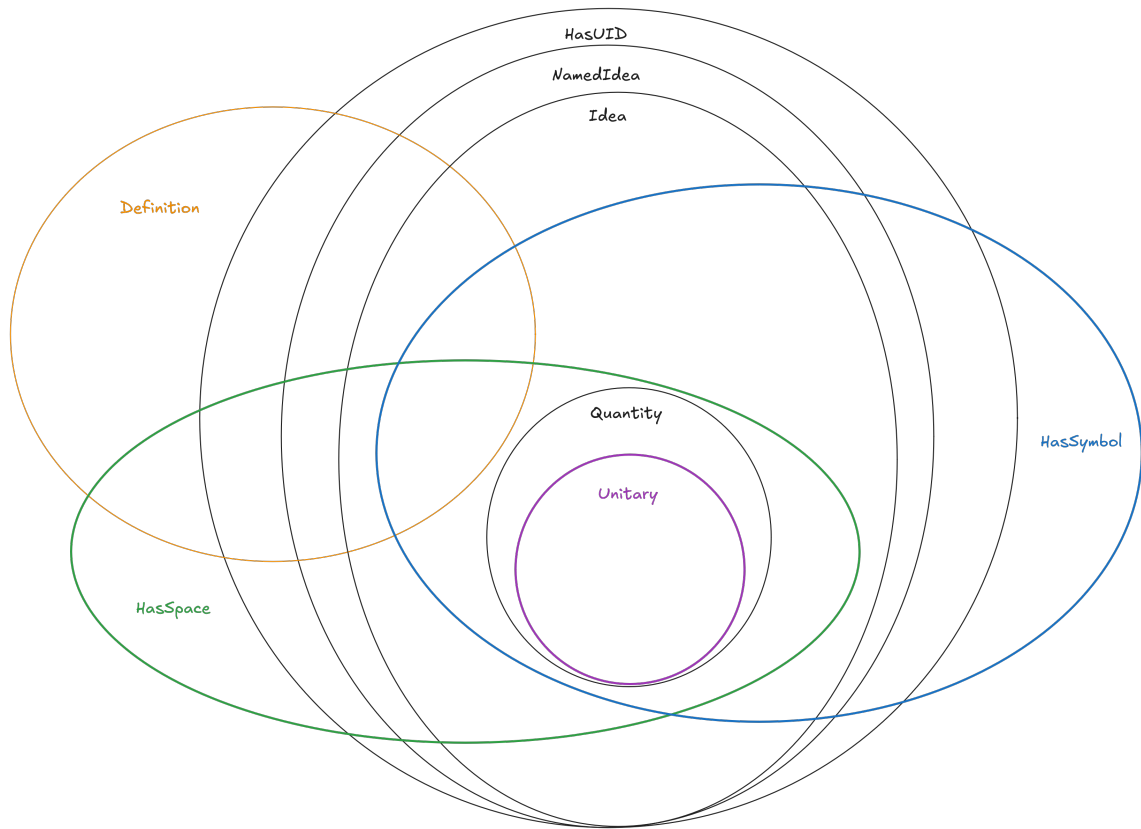 HasUID
NamedIdea
Idea
Definition
Quantity
HasSymbol
Unitary
HasSpace